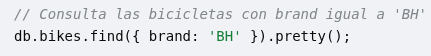 // Consulta las bicicletas con brand igual a 'BH'
db.bikes.find({ brand: 'BH' }).pretty();